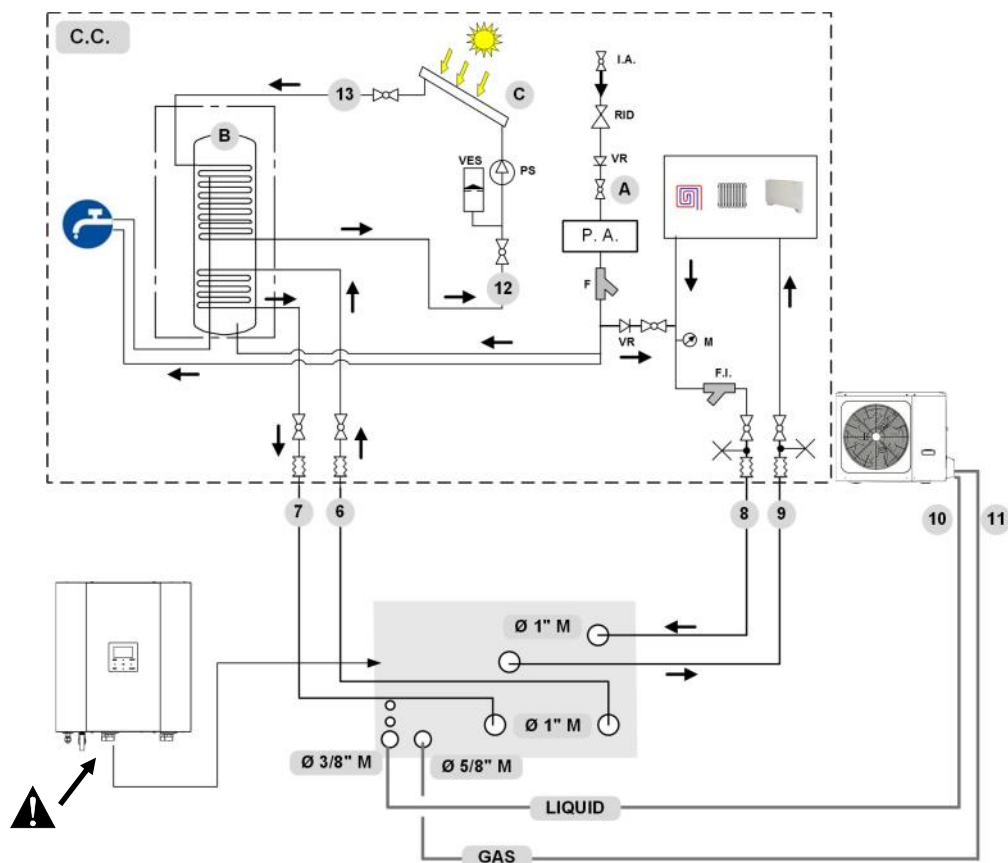 C.C.
I.A.
13
C
RID
B
VES
PS
VR
A
P. A.
12
F
VR
M
F.I.
7
6
8
9
10
11
Ø 1" M
Ø 1" M
Ø 3/8" M
Ø 5/8" M
LIQUID
GAS